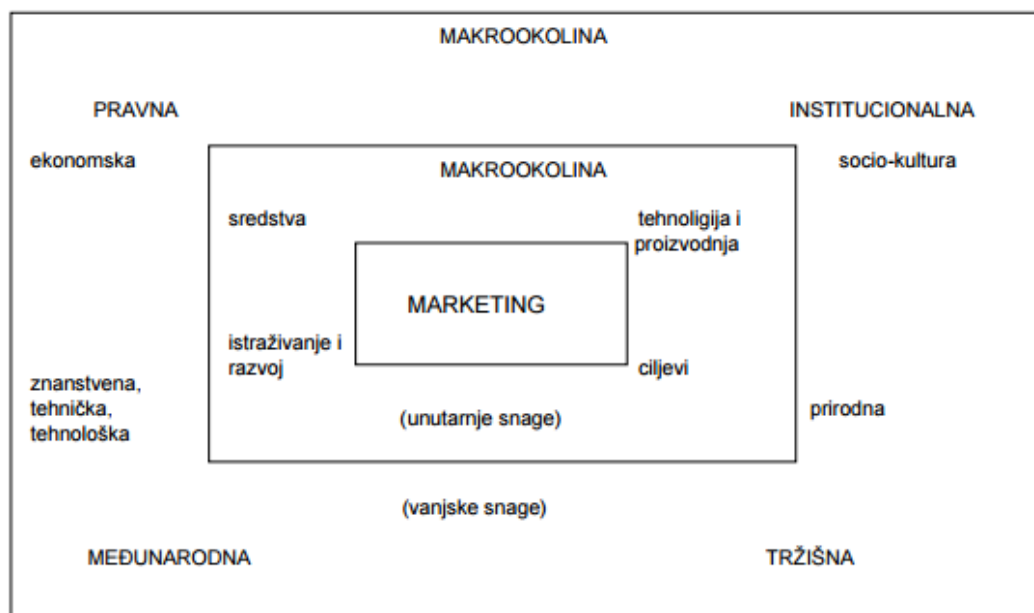 MAKROOKOLINA
PRAVNA
INSTITUCIONALNA
ekonomska
socio-kultura
MAKROOKOLINA
sredstva
tehnoligija i
proizvodnja
MARKETING
istraživanje i
razvoj
ciljevi
znanstvena,
tehnička,
tehnološka
prirodna
(unutarnje snage)
(vanjske snage)
MEĐUNARODNA
TRŽIŠNA